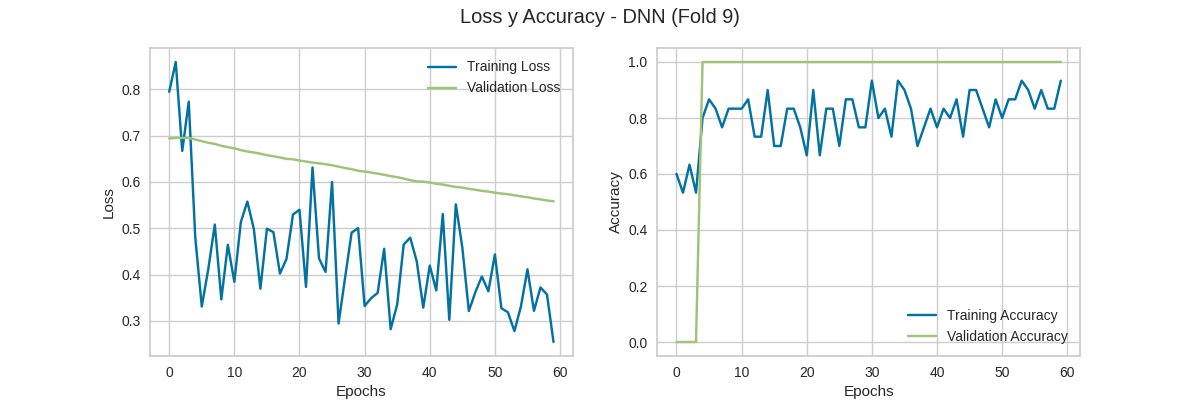 Loss y Accuracy - DNN (Fold 9)
Training Loss
Validation Loss
0.8
0.7
0.6
0.5
0.4
0.3
Loss
0 10 20 30 40 50 60
Epochs
1.0
0.8
0.6
0.4
0.2
0.0
Accuracy
Training Accuracy
Validation Accuracy
0 10 20 30 40 50 60
Epochs